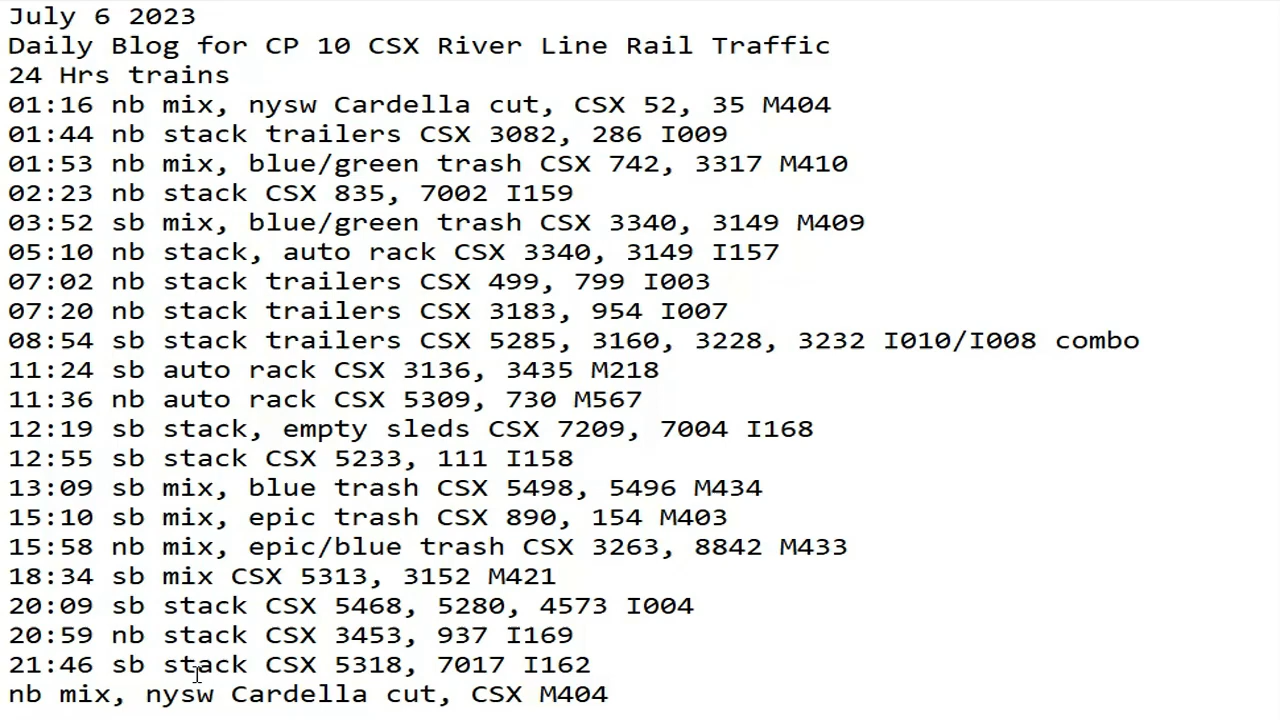 July 6 2023
Daily Blog for CP 10 CSX River Line Rail Traffic
24 Hrs trains
01:16 nb mix, nysw Cardella cut, CSX 52, 35 M404
01:44 nb stack trailers CSX 3082, 286 I009
01:53 nb mix, blue/green trash CSX 742, 3317 M410
02:23 nb stack CSX 835, 7002 I159
03:52 sb mix, blue/green trash CSX 3340, 3149 M409
05:10 nb stack, auto rack CSX 3340, 3149 I157
07:02 nb stack trailers CSX 499, 799 I003
07:20 nb stack trailers CSX 3183, 954 I007
08:54 sb stack trailers CSX 5285, 3160, 3228, 3232 I010/I008 combo
11:24 sb auto rack CSX 3136, 3435 M218
11:36 nb auto rack CSX 5309, 730 M567
12:19 sb stack, empty sleds CSX 7209, 7004 I168
12:55 sb stack CSX 5233, 111 I158
13:09 sb mix, blue trash CSX 5498, 5496 M434
15:10 sb mix, epic trash CSX 890, 154 M403
15:58 nb mix, epic/blue trash CSX 3263, 8842 M433
18:34 sb mix CSX 5313, 3152 M421
20:09 sb stack CSX 5468, 5280, 4573 I004
20:59 nb stack CSX 3453, 937 I169
21:46 sb stack CSX 5318, 7017 I162
nb mix, nysw Cardella cut, CSX M404